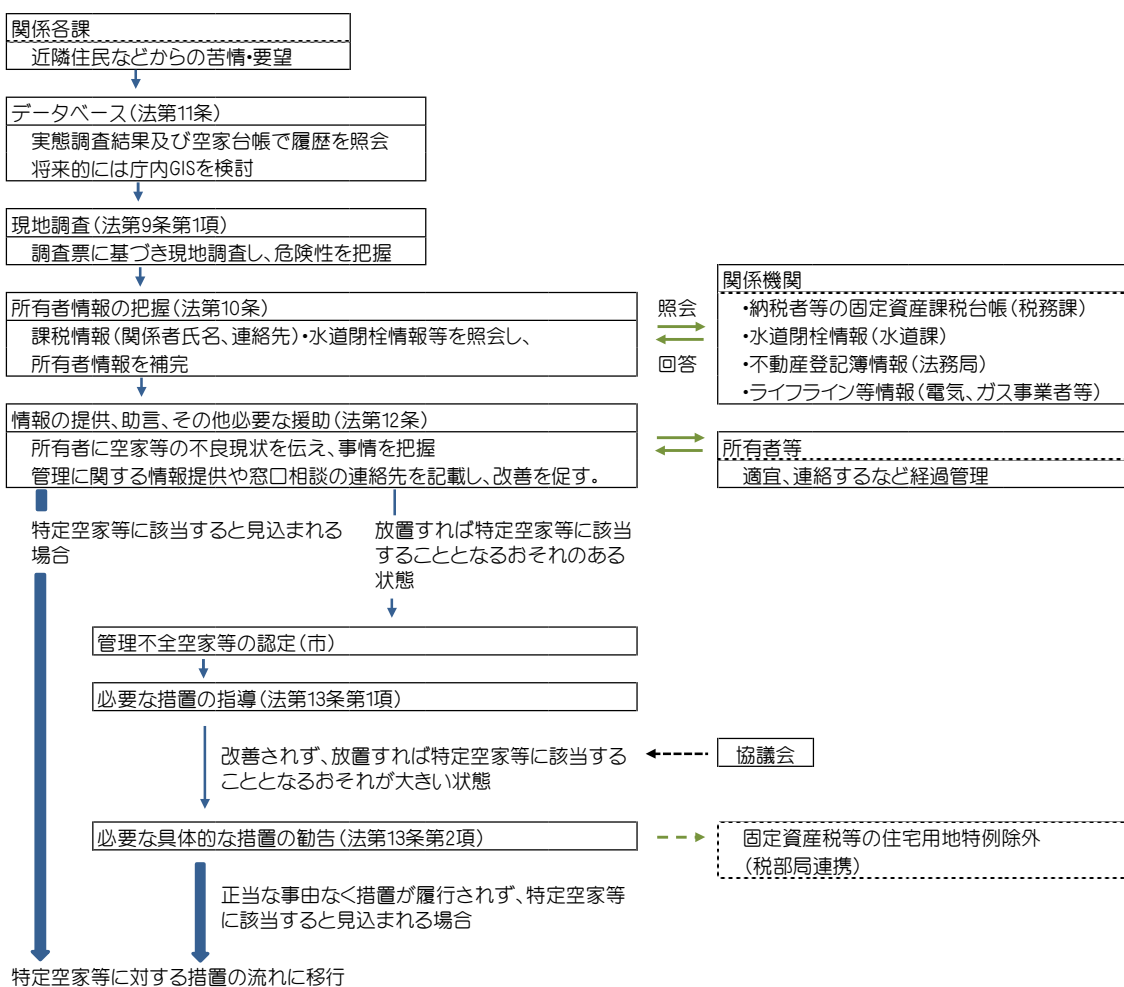 関係各課
近隣住民などからの苦情・要望
データベース(法第11条)
実態調査結果及び空家台帳で履歴を照会
将来的には庁内GISを検討
現地調査(法第9条第1項)
調査票に基づき現地調査し、危険性を把握
所有者情報の把握(法第10条)
課税情報(関係者氏名、連絡先)・水道閉栓情報等を照会し、
所有者情報を補完
照会
回答
関係機関
・納税者等の固定資産課税台帳(税務課)
・水道閉栓情報(水道課)
・不動産登記簿情報(法務局)
・ライフライン等情報(電気、ガス事業者等)
情報の提供、助言、その他必要な援助(法第12条)
所有者に空家等の不良現状を伝え、事情を把握
管理に関する情報提供や窓口相談の連絡先を記載し、改善を促す。
所有者等
適宜、連絡するなど経過管理
特定空家等に該当すると見込まれる
場合
放置すれば特定空家等に該当
することとなるおそれのある
状態
管理不全空家等の認定(市)
必要な措置の指導(法第13条第1項)
改善されず、放置すれば特定空家等に該当する
こととなるおそれが大きい状態
協議会
必要な具体的な措置の勧告(法第13条第2項)
固定資産税等の住宅用地特例除外
(税部局連携)
正当な事由なく措置が履行されず、特定空家等
に該当すると見込まれる場合
特定空家等に対する措置の流れに移行